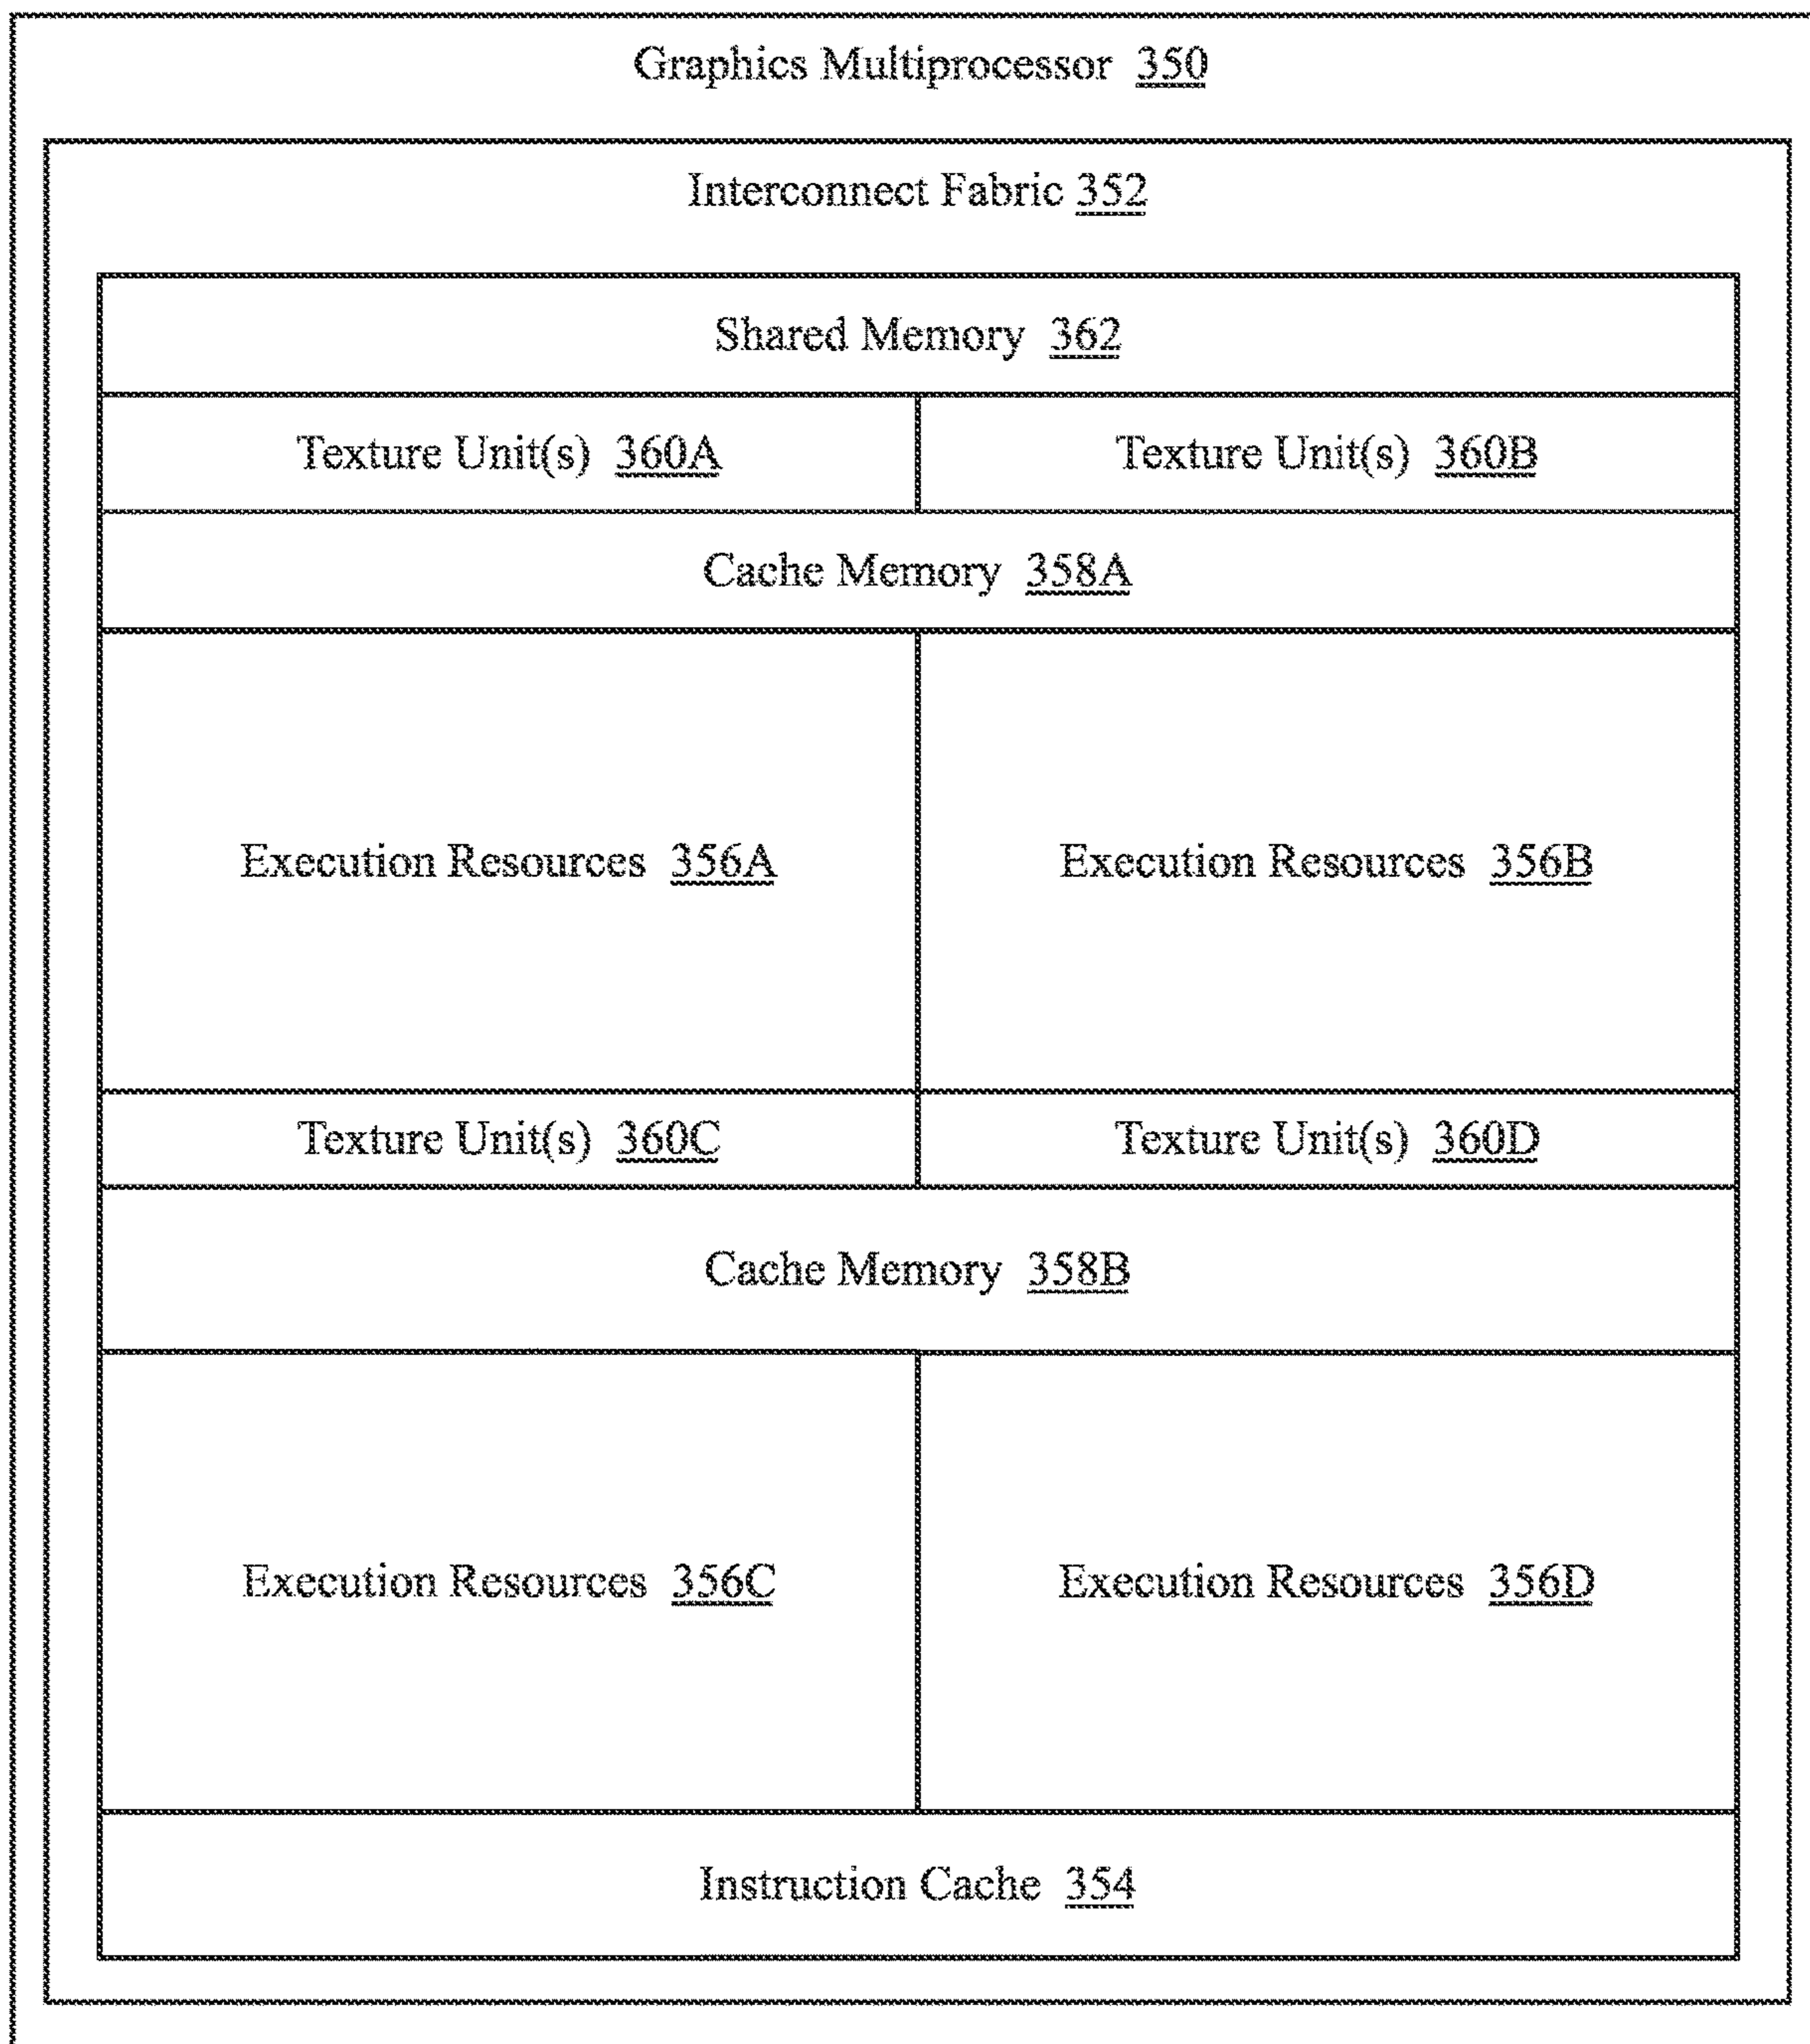 Graphics Multiprocessor 350
Interconnect Fabric 352
Shared Memory 362
Texture Unit(s) 360A
Texture Unit(s) 360B
Cache Memory 358A
Execution Resources 356A
Execution Resources 356B
Texture Unit(s) 360C
Texture Unit(s) 360D
Cache Memory 358B
Execution Resources 356C
Execution Resources 356D
Instruction Cache 354